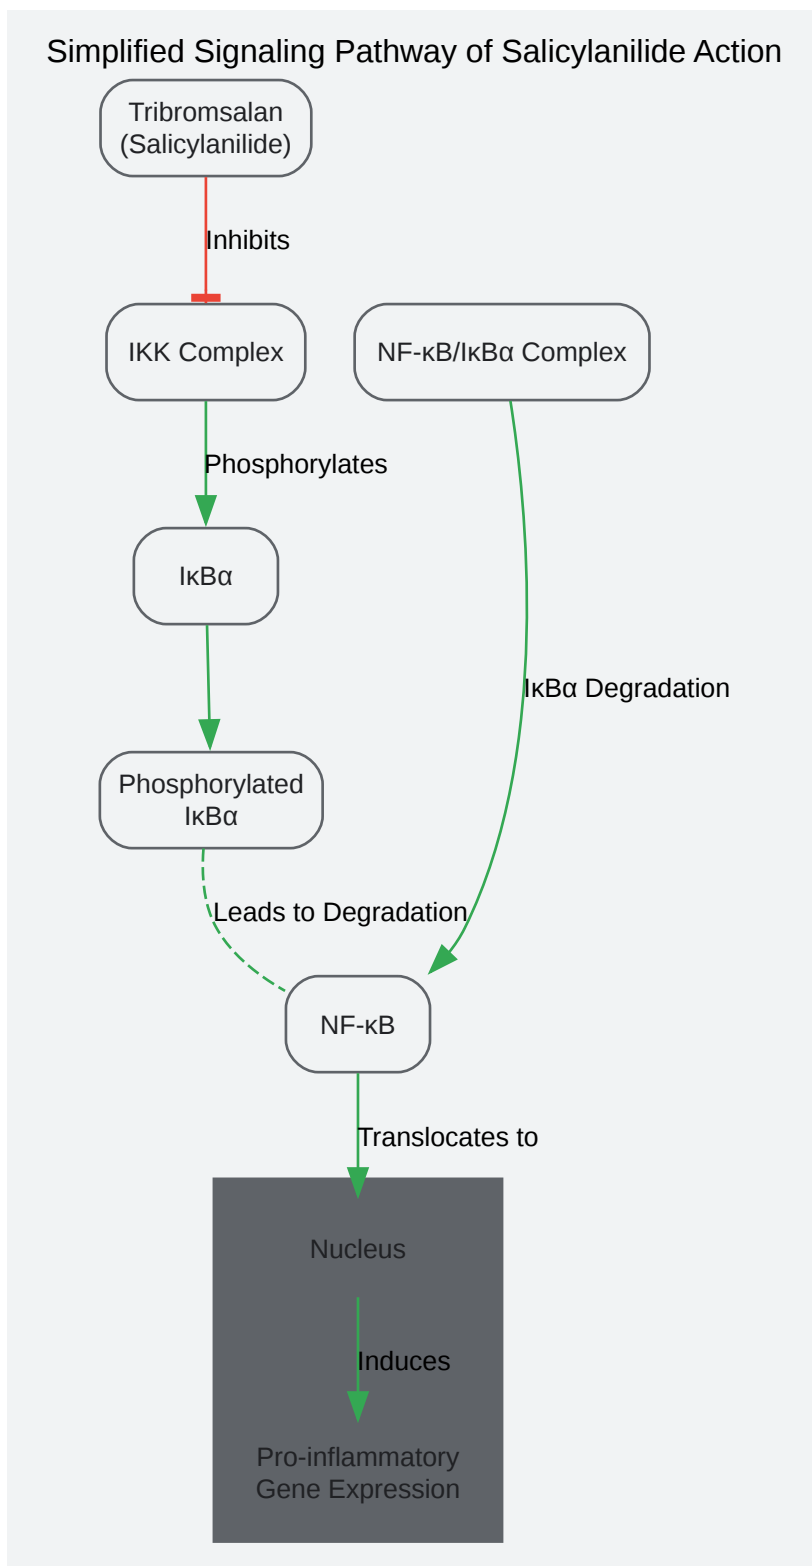 Simplified Signaling Pathway of Salicylanilide Action
Tribromsalan
(Salicylanilide)
Inhibits
IKK Complex
NF-κB/IκBα Complex
Phosphorylates
IκBα
IκBα Degradation
Phosphorylated
IκBα
Leads to Degradation
NF-κB
Translocates to
Nucleus
Induces
Pro-inflammatory
Gene Expression